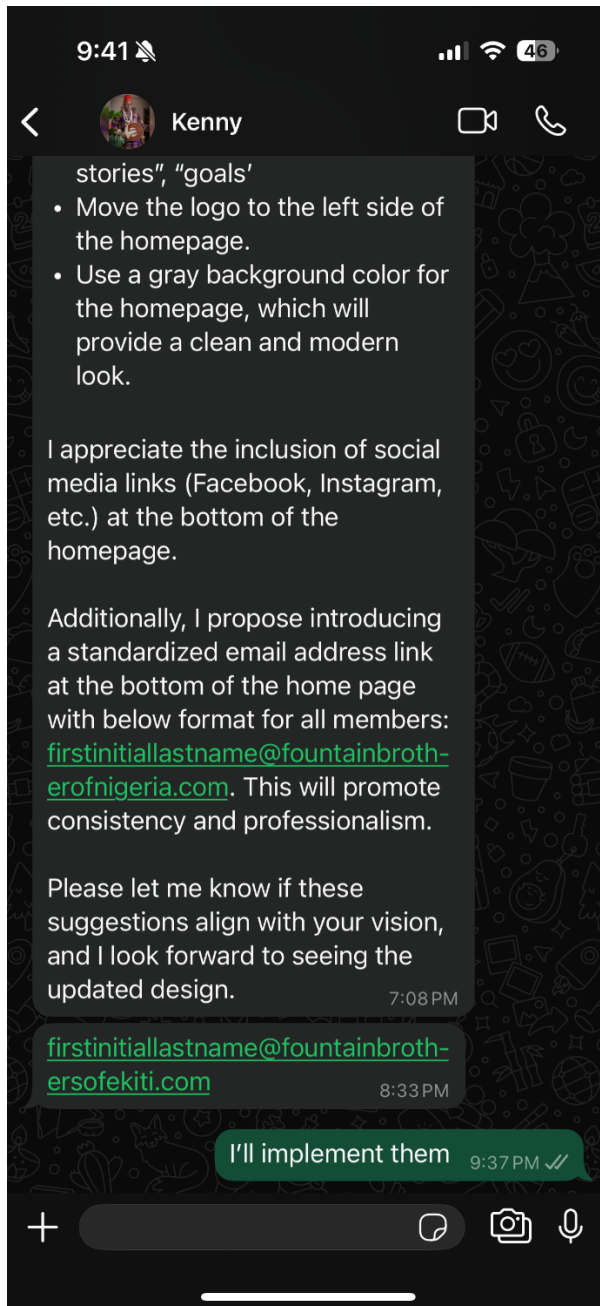 9:41
46
Kenny
stories”, “goals’
• Move the logo to the left side of
the homepage.
• Use a gray background color for
the homepage, which will
provide a clean and modern
look.
I appreciate the inclusion of social
media links (Facebook, Instagram,
etc.) at the bottom of the
homepage.
Additionally, I propose introducing
a standardized email address link
at the bottom of the home page
with below format for all members:
firstinitiallastname@fountainbroth-
erofnigeria.com. This will promote
consistency and professionalism.
Please let me know if these
suggestions align with your vision,
and I look forward to seeing the
updated design.
7:08 PM
firstinitiallastname@fountainbroth-
ersofekiti.com
8:33 PM
I’ll implement them
9:37 PM